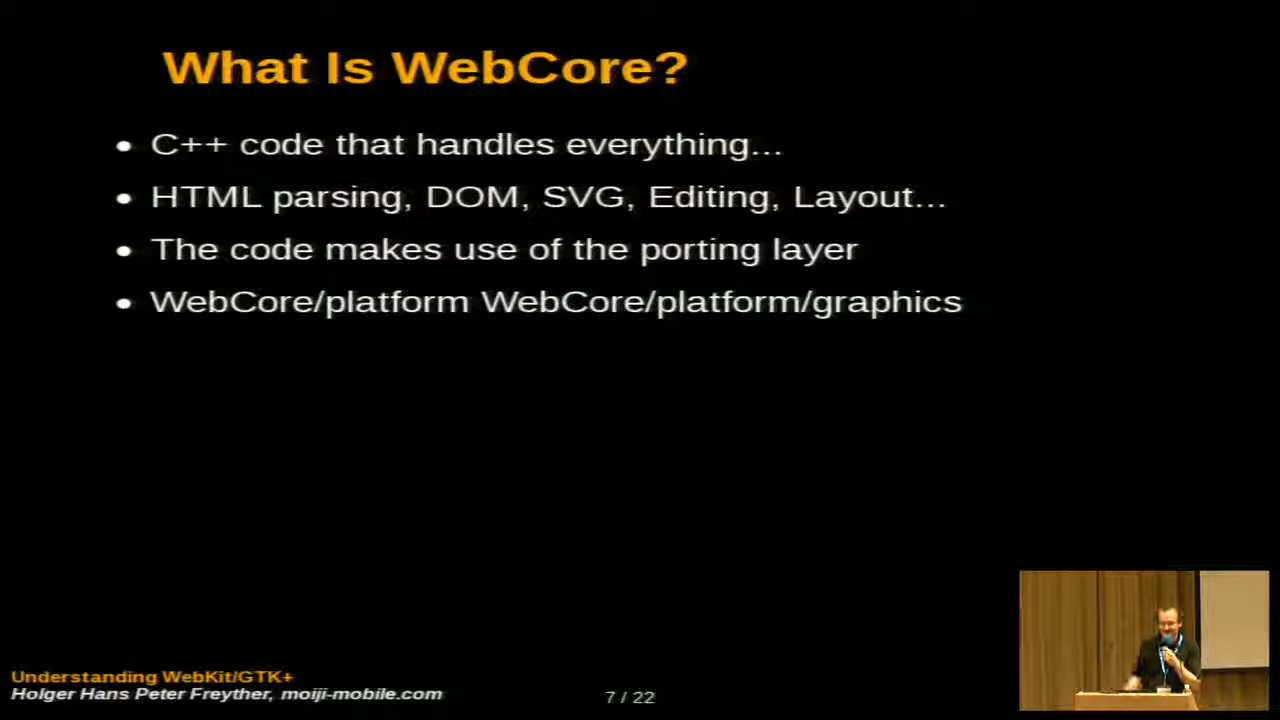 What Is WebCore?
C++ code that handles everything...
HTML parsing, DOM, SVG, Editing, Layout...
The code makes use of the porting layer
WebCore/platform WebCore/platform/graphics
Understanding WebKit/GTK+
Holger Hans Peter Freyther, moiji-mobile.com
7 / 22